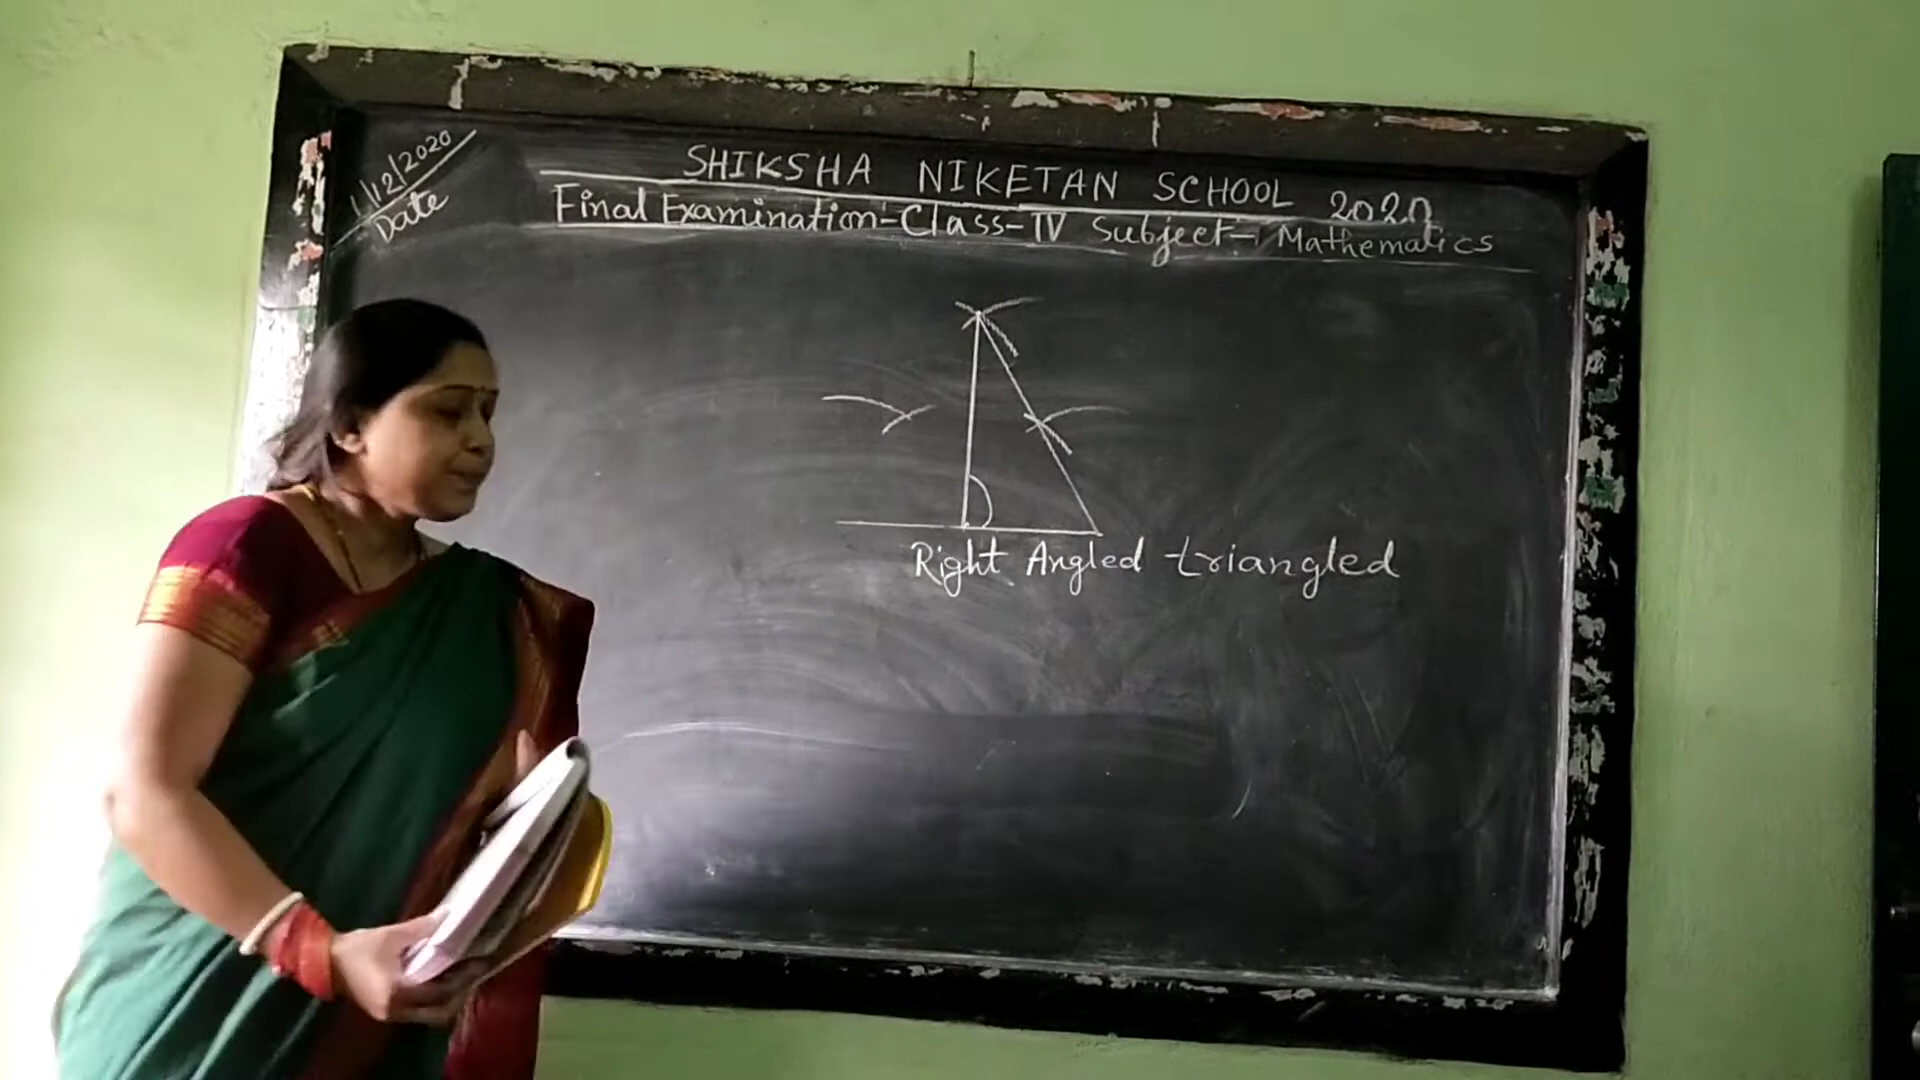 1/12/2020
Date
SHIKSHA NIKETAN SCHOOL 2020
Final Examination-Class-IV Subject- Mathematics
Right Angled triangled